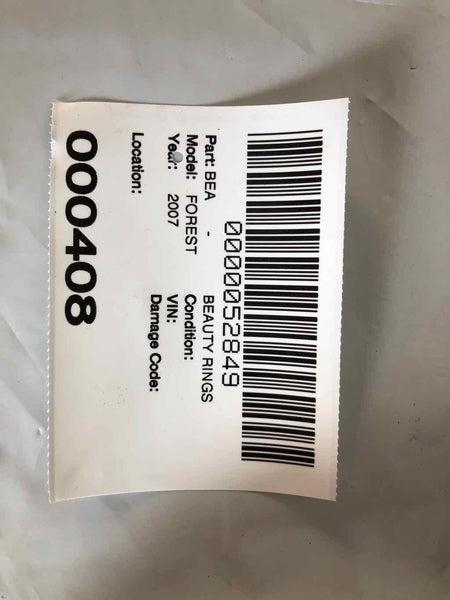 0000052849
Part: BEA - BEAUTY RINGS
Model: FOREST Condition:
Year: 2007 VIN:
Damage Code:
Location:
000408